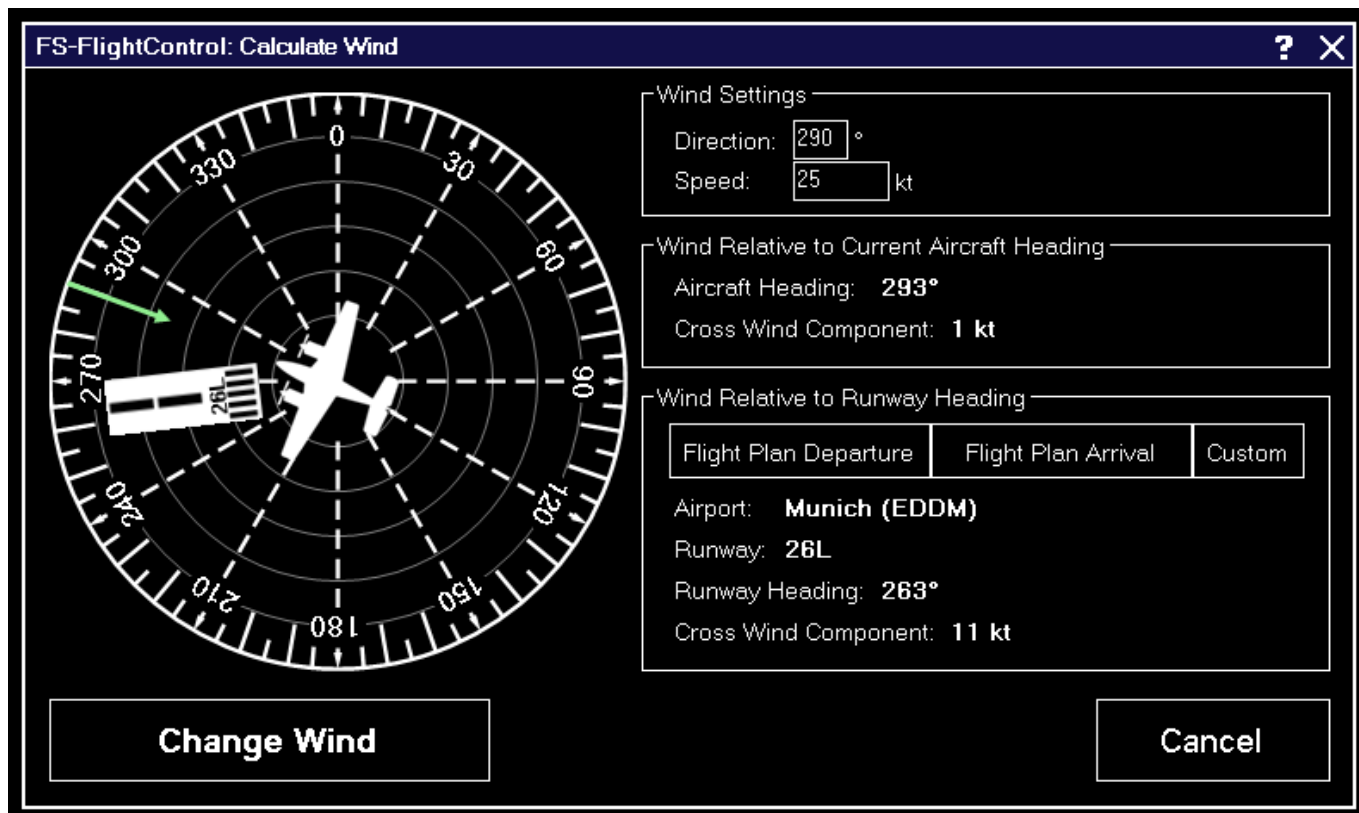 FS-FlightControl: Calculate Wind ? X
0
30
60
90
120
150
180
210
240
270
300
330
26L
Wind Settings
Direction: 290 °
Speed: 25 kt
Wind Relative to Current Aircraft Heading
Aircraft Heading: 293°
Cross Wind Component: 1 kt
Wind Relative to Runway Heading
Flight Plan Departure Flight Plan Arrival Custom
Airport: Munich (EDDM)
Runway: 26L
Runway Heading: 263°
Cross Wind Component: 11 kt
Change Wind Cancel